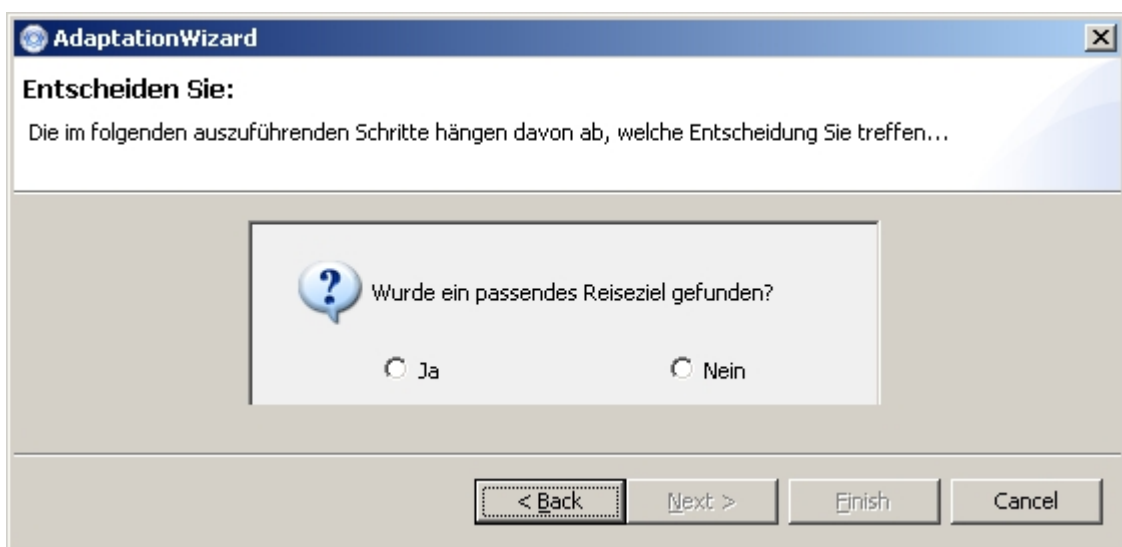 AdaptationWizard
Entscheiden Sie:
Die im folgenden auszuführenden Schritte hängen davon ab, welche Entscheidung Sie treffen...
Wurde ein passendes Reiseziel gefunden?
Ja Nein
< Back Next > Finish Cancel